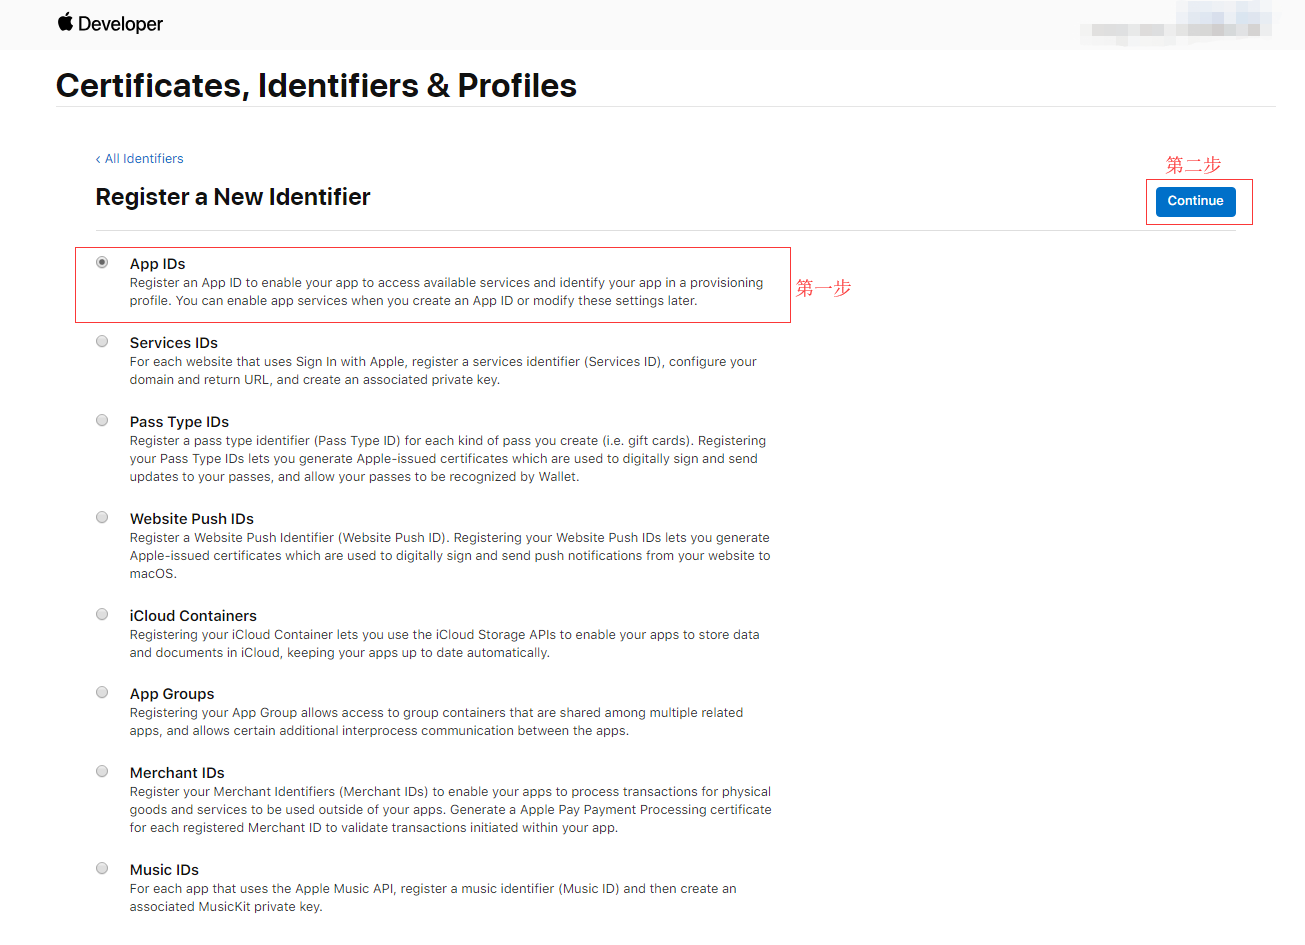 Developer
Certificates, Identifiers & Profiles
‹ All Identifiers
第二步
Register a New Identifier
Continue
App IDs
Register an App ID to enable your app to access available services and identify your app in a provisioning
profile. You can enable app services when you create an App ID or modify these settings later.
第一步
Services IDs
For each website that uses Sign In with Apple, register a services identifier (Services ID), configure your
domain and return URL, and create an associated private key.
Pass Type IDs
Register a pass type identifier (Pass Type ID) for each kind of pass you create (i.e. gift cards). Registering
your Pass Type IDs lets you generate Apple-issued certificates which are used to digitally sign and send
updates to your passes, and allow your passes to be recognized by Wallet.
Website Push IDs
Register a Website Push Identifier (Website Push ID). Registering your Website Push IDs lets you generate
Apple-issued certificates which are used to digitally sign and send push notifications from your website to
macOS.
iCloud Containers
Registering your iCloud Container lets you use the iCloud Storage APIs to enable your apps to store data
and documents in iCloud, keeping your apps up to date automatically.
App Groups
Registering your App Group allows access to group containers that are shared among multiple related
apps, and allows certain additional interprocess communication between the apps.
Merchant IDs
Register your Merchant Identifiers (Merchant IDs) to enable your apps to process transactions for physical
goods and services to be used outside of your apps. Generate a Apple Pay Payment Processing certificate
for each registered Merchant ID to validate transactions initiated within your app.
Music IDs
For each app that uses the Apple Music API, register a music identifier (Music ID) and then create an
associated MusicKit private key.